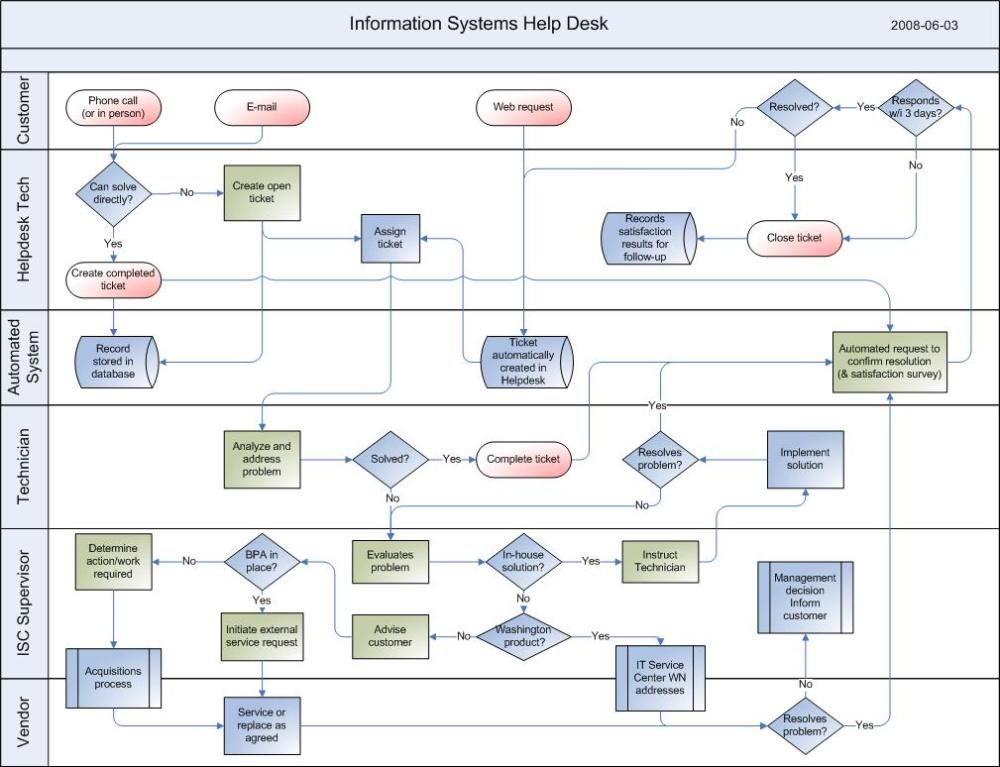 Information Systems Help Desk
2008-06-03
Customer
Phone call
(or in person)
E-mail
Web request
Resolved?
Yes
Responds
w/i 3 days?
No
No
Yes
Helpdesk Tech
Can solve
directly?
No
Create open
ticket
Assign
ticket
Records
satisfaction
results for
follow-up
Close ticket
Yes
Create completed
ticket
Automated
System
Record
stored in
database
Ticket
automatically
created in
Helpdesk
Automated request to
confirm resolution
(& satisfaction survey)
Yes
Technician
Analyze and
address
problem
Solved?
Yes
Complete ticket
Resolves
problem?
Implement
solution
No
No
ISC Supervisor
Determine
action/work
required
No
BPA in
place?
Evaluates
problem
In-house
solution?
Yes
Instruct
Technician
Management
decision
Inform
customer
Yes
No
Initiate external
service request
Advise
customer
No
Washington
product?
Yes
Acquisitions
process
IT Service
Center WN
addresses
No
Vendor
Service or
replace as
agreed
Resolves
problem?
Yes